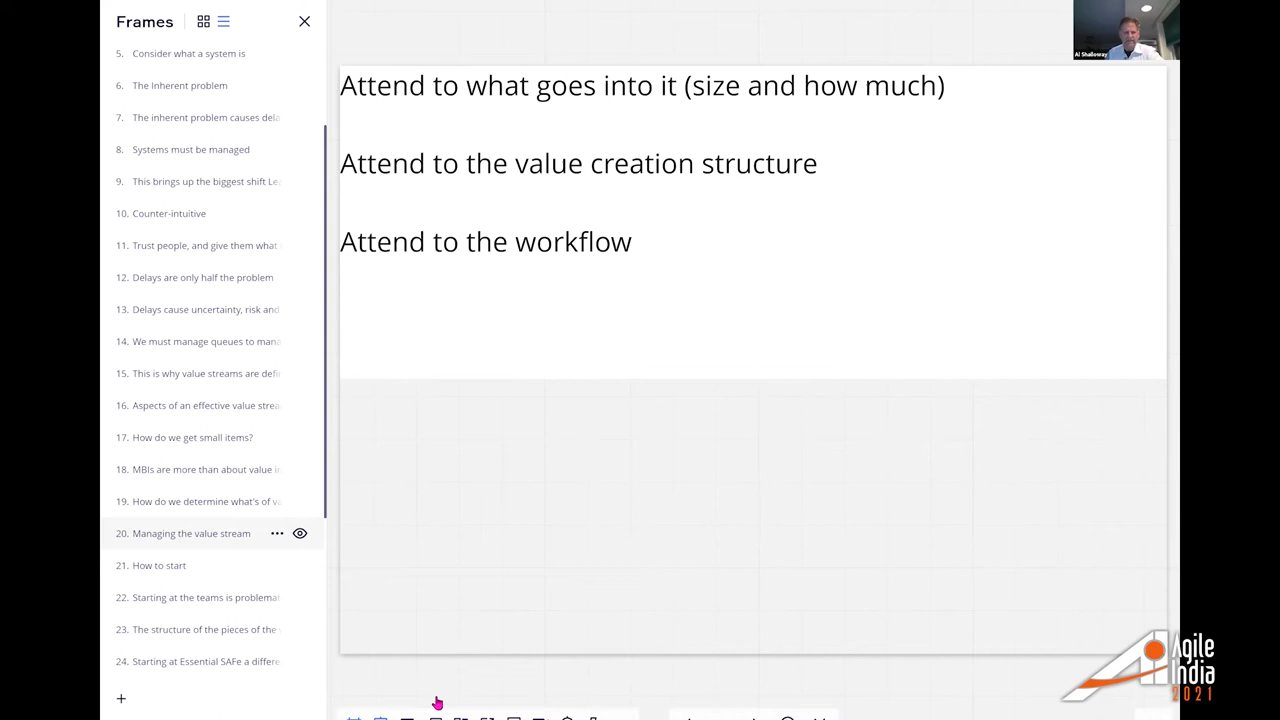 Frames
5. Consider what a system is
6. The Inherent problem
7. The inherent problem causes dela
8. Systems must be managed
9. This brings up the biggest shift Le
10. Counter-intuitive
11. Trust people, and give them what
12. Delays are only half the problem
13. Delays cause uncertainty, risk and
14. We must manage queues to mana
15. This is why value streams are defi
16. Aspects of an effective value strea
17. How do we get small items?
18. MBIs are more than about value i
19. How do we determine what's of va
20. Managing the value stream
21. How to start
22. Starting at the teams is problemat
23. The structure of the pieces of the
24. Starting at Essential SAFe a differe
Attend to what goes into it (size and how much)
Attend to the value creation structure
Attend to the workflow
Al Shalloway
Agile
India
2021